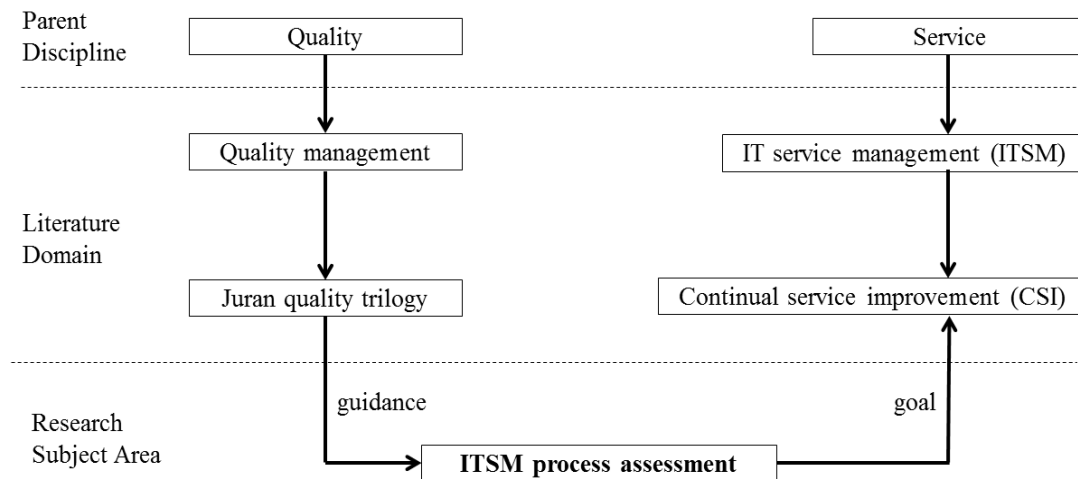 Parent
Discipline
Quality
Service
Quality management
IT service management (ITSM)
Literature
Domain
Juran quality trilogy
Continual service improvement (CSI)
guidance
goal
Research
Subject Area
ITSM process assessment